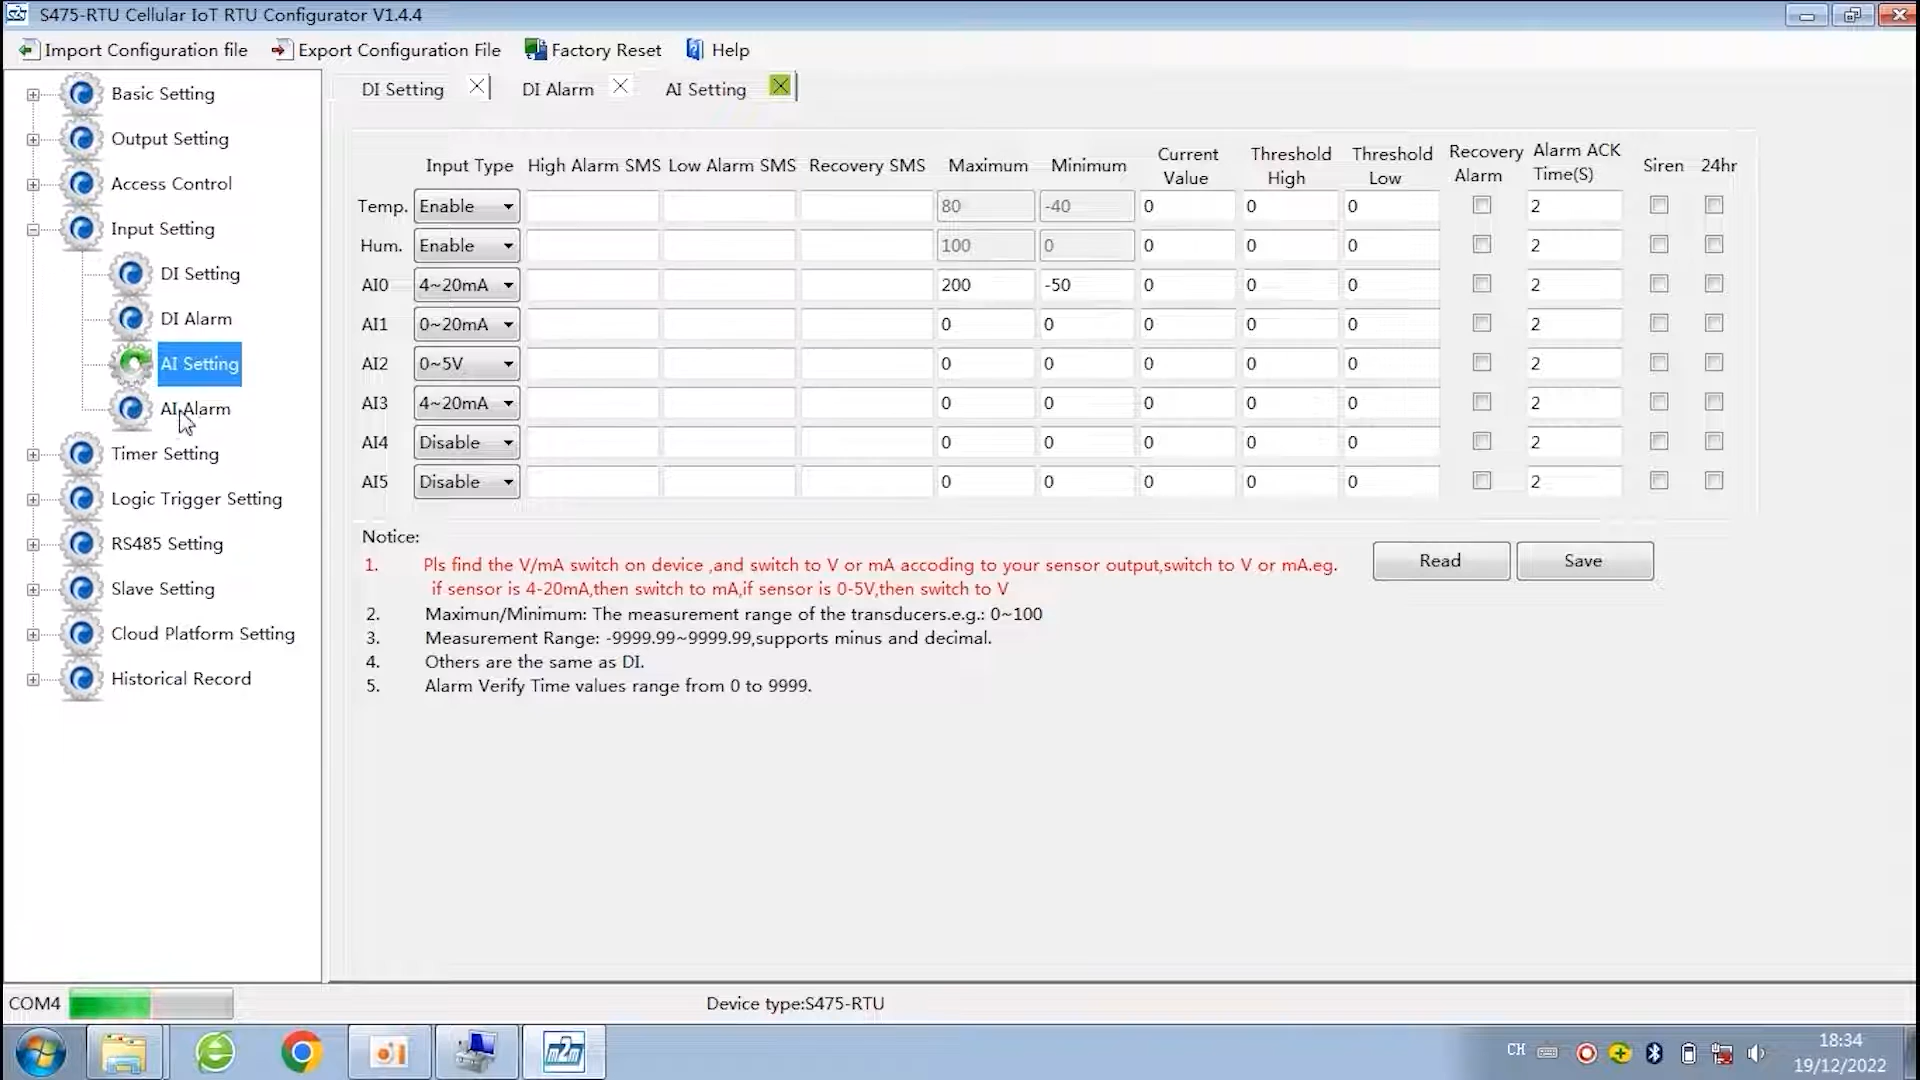 S475-RTU Cellular IoT RTU Configurator V1.4.4
Import Configuration file Export Configuration File Factory Reset Help
DI Setting DI Alarm AI Setting
Basic Setting
Output Setting
Access Control
Input Setting
DI Setting
DI Alarm
AI Setting
AI Alarm
Timer Setting
Logic Trigger Setting
RS485 Setting
Slave Setting
Cloud Platform Setting
Historical Record
Input Type High Alarm SMS Low Alarm SMS Recovery SMS Maximum Minimum Current Value Threshold High Threshold Low Recovery Alarm Alarm ACK Time(S) Siren 24hr
Temp. Enable 80 -40 0 0 0 2
Hum. Enable 100 0 0 0 0 2
AI0 4~20mA 200 -50 0 0 0 2
AI1 0~20mA 0 0 0 0 0 2
AI2 0~5V 0 0 0 0 0 2
AI3 4~20mA 0 0 0 0 0 2
AI4 Disable 0 0 0 0 0 2
AI5 Disable 0 0 0 0 0 2
Notice:
1. Pls find the V/mA switch on device ,and switch to V or mA accoding to your sensor output,switch to V or mA.eg.
if sensor is 4-20mA,then switch to mA,if sensor is 0-5V,then switch to V
2. Maximun/Minimum: The measurement range of the transducers.e.g.: 0~100
3. Measurement Range: -9999.99~9999.99,supports minus and decimal.
4. Others are the same as DI.
5. Alarm Verify Time values range from 0 to 9999.
Read Save
COM4 Device type:S475-RTU
m2m
CH
18:34
19/12/2022